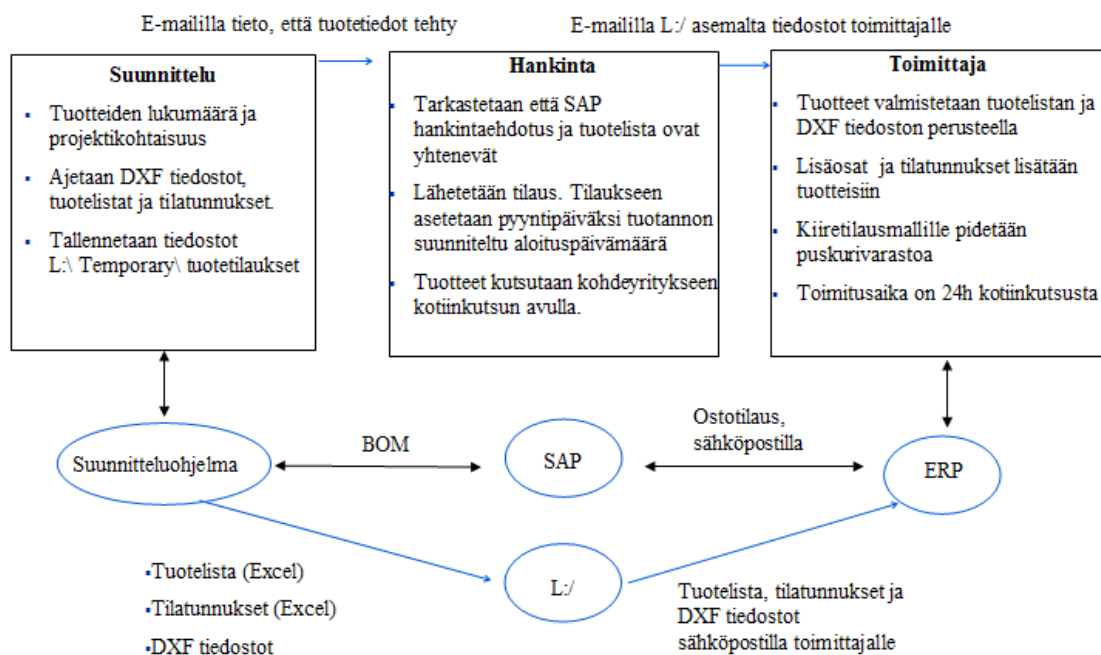 E-maililla tieto, että tuotetiedot tehty
E-maililla L:/ asemalta tiedostot toimittajalle
Suunnittelu
▪ Tuotteiden lukumäärä ja
projektikohtaisuus
▪ Ajetaan DXF tiedostot,
tuotelistat ja tilatunnukset.
▪ Tallennetaan tiedostot
L:\ Temporary\ tuotetilaukset
Hankinta
▪ Tarkastetaan että SAP
hankintaehdotus ja tuotelista ovat
yhtenevät
▪ Lähetetään tilaus. Tilaukseen
asetetaan pyyntipäiväksi tuotannon
suunniteltu aloituspäivämäärä
▪ Tuotteet kutsutaan kohdeyritykseen
kotiinkutsun avulla.
Toimittaja
▪ Tuotteet valmistetaan tuotelistan ja
DXF tiedoston perusteella
▪ Lisäosat ja tilatunnukset lisätään
tuotteisiin
▪ Kiiretilausmallille pidetään
puskurivarastoa
▪ Toimitusaika on 24h kotiinkutsusta
Suunnitteluohjelma
BOM
SAP
Ostotilaus,
sähköpostilla
ERP
▪Tuotelista (Excel)
▪Tilatunnukset (Excel)
▪DXF tiedostot
L:/
Tuotelista, tilatunnukset ja
DXF tiedostot
sähköpostilla toimittajalle